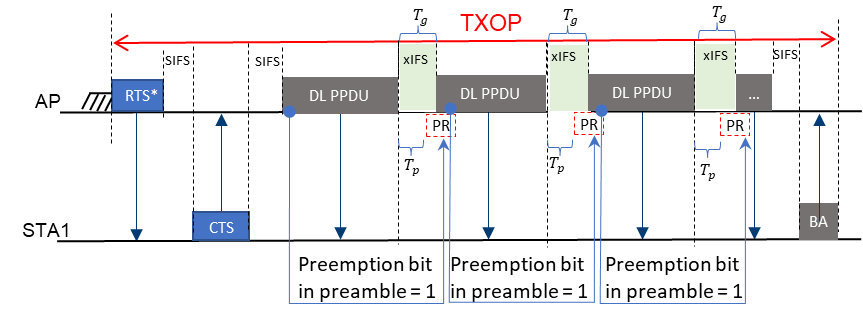 T_g T_g T_g
TXOP
SIFS SIFS xIFS xIFS xIFS SIFS
AP RTS* DL PPDU DL PPDU DL PPDU ...
PR PR PR
T_p T_p T_p
STA1 CTS BA
Preemption bit
in preamble = 1
Preemption bit
in preamble = 1
Preemption bit
in preamble = 1